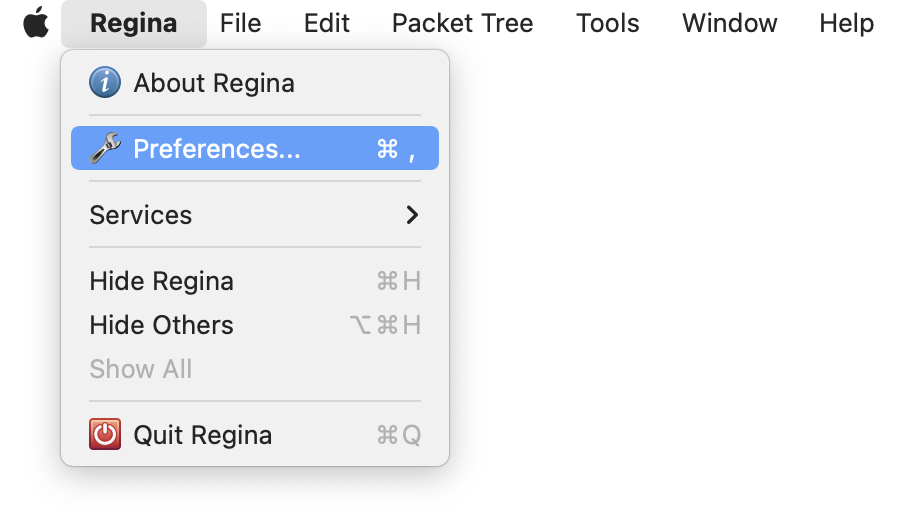 Regina File Edit Packet Tree Tools Window Help
About Regina
Preferences... ⌘ ,
Services
Hide Regina ⌘H
Hide Others ⌥⌘H
Show All
Quit Regina ⌘Q